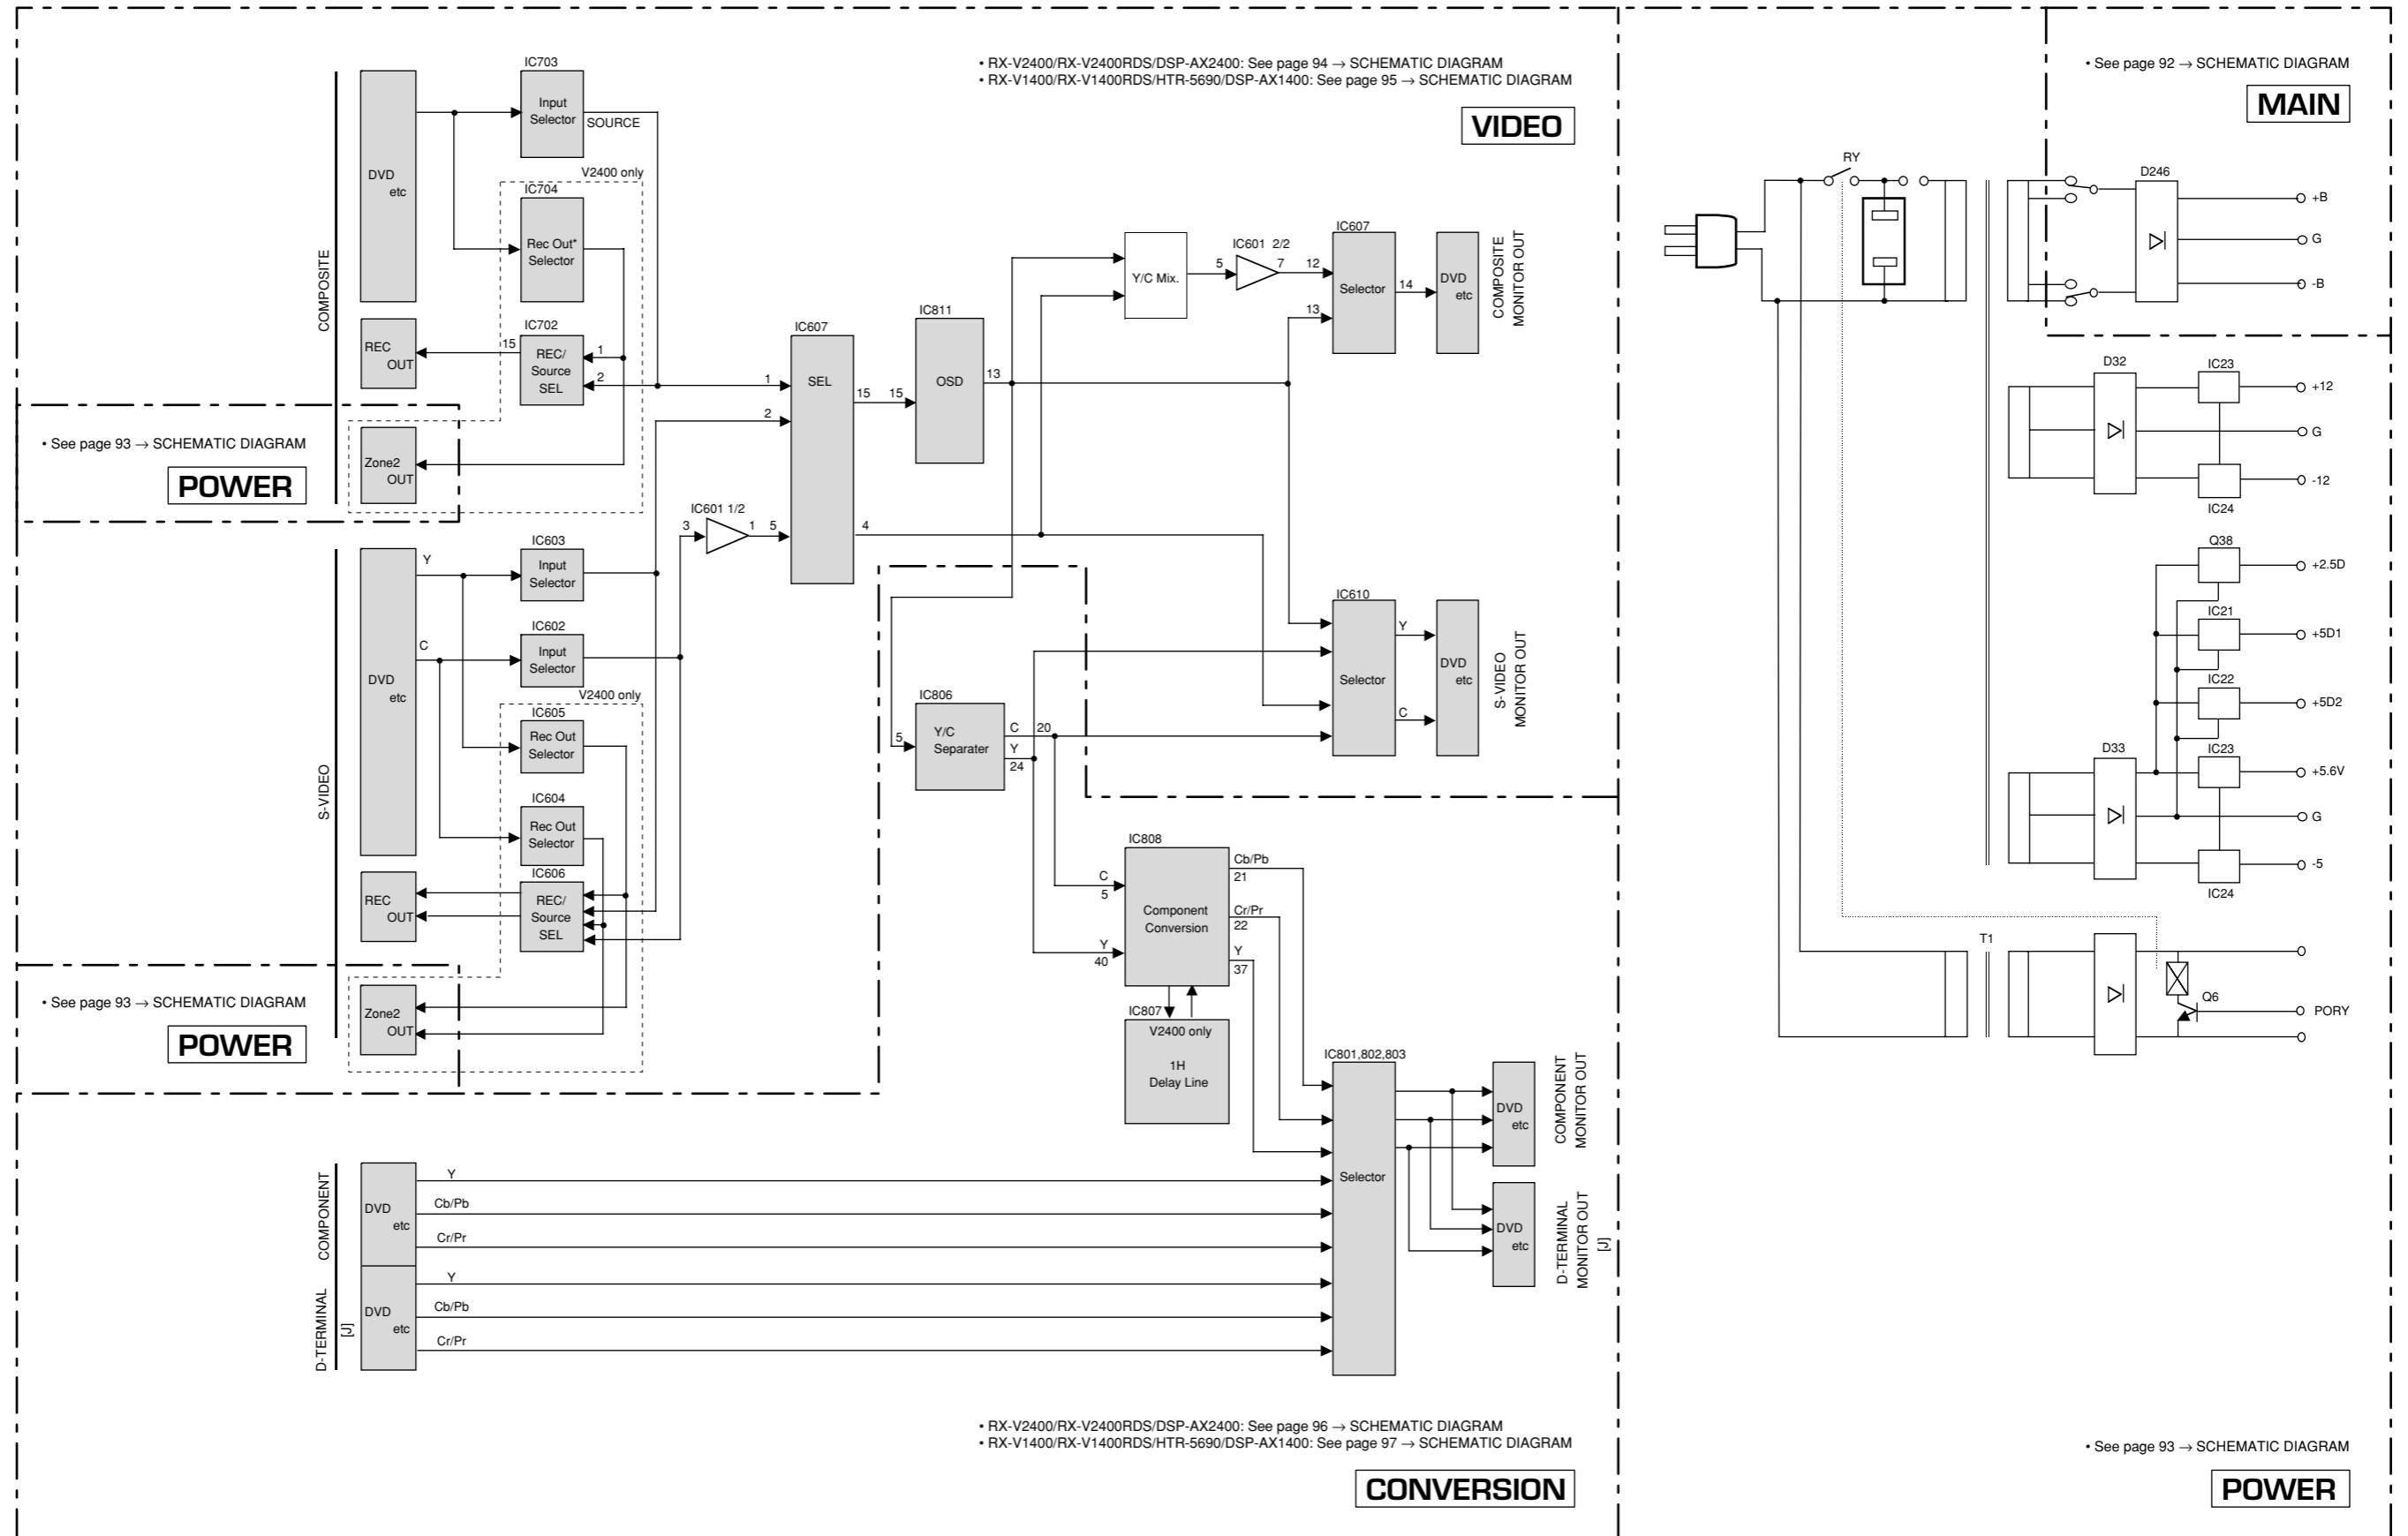 • RX-V2400/RX-V2400RDS/DSP-AX2400: See page 94 → SCHEMATIC DIAGRAM
• RX-V1400/RX-V1400RDS/HTR-5690/DSP-AX1400: See page 95 → SCHEMATIC DIAGRAM
VIDEO
COMPOSITE
DVD
etc
IC703
Input
Selector
SOURCE
V2400 only
IC704
Rec Out*
Selector
REC
OUT
15
IC702
REC/
Source
SEL
1
2
• See page 93 → SCHEMATIC DIAGRAM
POWER
Zone2
OUT
S-VIDEO
DVD
etc
Y
C
IC603
Input
Selector
IC602
Input
Selector
V2400 only
IC605
Rec Out
Selector
IC604
Rec Out
Selector
REC
OUT
IC606
REC/
Source
SEL
• See page 93 → SCHEMATIC DIAGRAM
POWER
Zone2
OUT
IC601 1/2
3
1
5
IC607
SEL
1
2
15
4
15
IC811
OSD
13
Y/C Mix.
5
IC601 2/2
7
12
13
IC607
Selector
14
DVD
etc
COMPOSITE
MONITOR OUT
IC610
Selector
Y
C
DVD
etc
S-VIDEO
MONITOR OUT
5
IC806
Y/C
Separater
C
20
Y
24
IC808
C
5
Y
40
Component
Conversion
Cb/Pb
21
Cr/Pr
22
Y
37
IC807
V2400 only
1H
Delay Line
IC801,802,803
Selector
DVD
etc
COMPONENT
MONITOR OUT
DVD
etc
D-TERMINAL
MONITOR OUT
[J]
COMPONENT
DVD
etc
Y
Cb/Pb
Cr/Pr
D-TERMINAL
[J]
DVD
etc
Y
Cb/Pb
Cr/Pr
• RX-V2400/RX-V2400RDS/DSP-AX2400: See page 96 → SCHEMATIC DIAGRAM
• RX-V1400/RX-V1400RDS/HTR-5690/DSP-AX1400: See page 97 → SCHEMATIC DIAGRAM
CONVERSION
• See page 92 → SCHEMATIC DIAGRAM
MAIN
RY
D246
+B
G
-B
D32
IC23
+12
G
-12
IC24
Q38
+2.5D
IC21
+5D1
IC22
+5D2
D33
IC23
+5.6V
G
-5
IC24
T1
Q6
PORY
• See page 93 → SCHEMATIC DIAGRAM
POWER